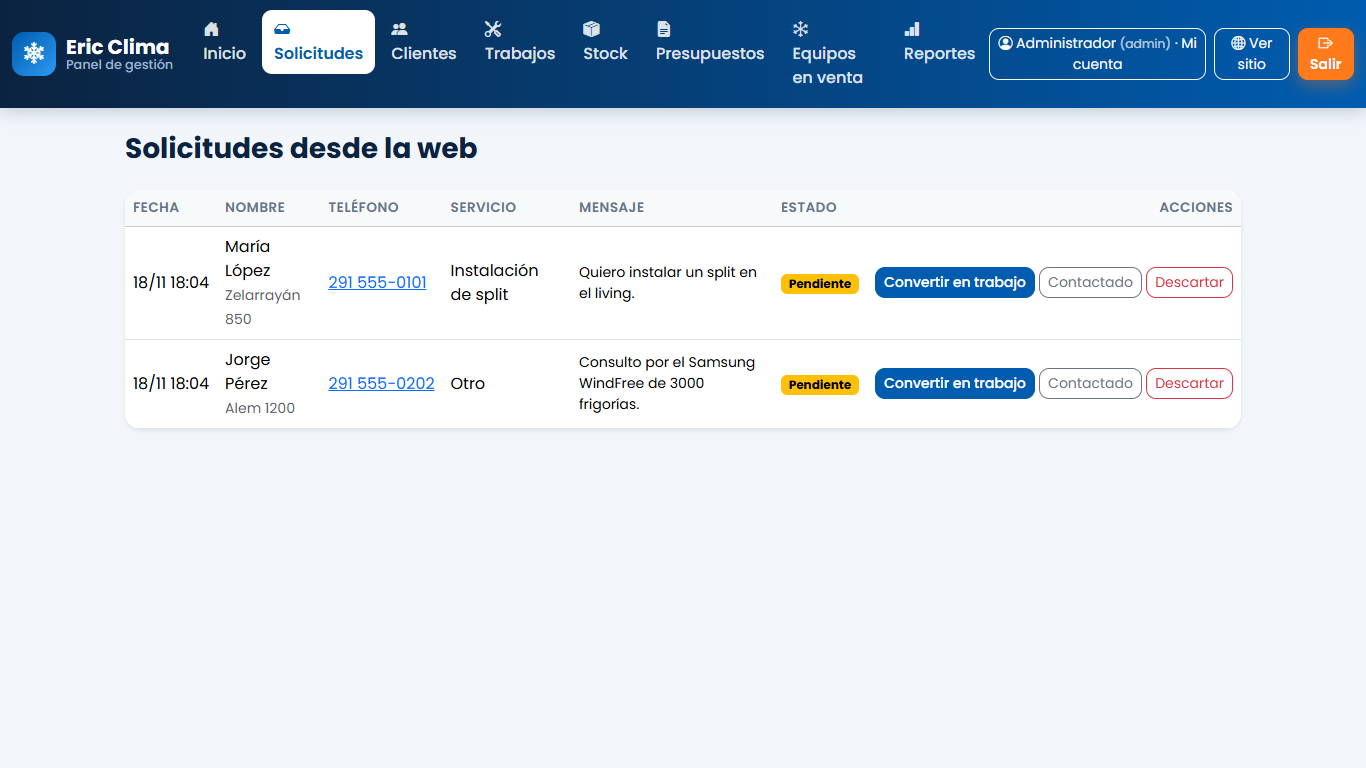 Eric Clima
Panel de gestión
Inicio
Solicitudes
Clientes
Trabajos
Stock
Presupuestos
Equipos
en venta
Reportes
Administrador (admin) · Mi
cuenta
Ver
sitio
Salir
Solicitudes desde la web
FECHA NOMBRE TELÉFONO SERVICIO MENSAJE ESTADO ACCIONES
18/11 18:04
María
López
Zelarrayán
850
291 555-0101
Instalación
de split
Quiero instalar un split en
el living.
Pendiente
Convertir en trabajo
Contactado
Descartar
18/11 18:04
Jorge
Pérez
Alem 1200
291 555-0202
Otro
Consulto por el Samsung
WindFree de 3000
frigorías.
Pendiente
Convertir en trabajo
Contactado
Descartar